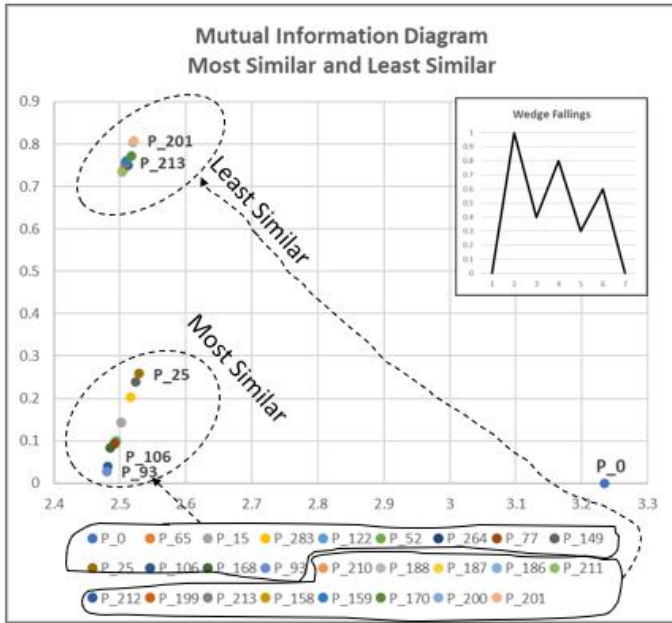 Mutual Information Diagram
Most Similar and Least Similar
0.9
0.8
0.7
0.6
0.5
0.4
0.3
0.2
0.1
0
P_201
P_213
Least Similar
Wedge Fallings
1
0.9
0.8
0.7
0.6
0.5
0.4
0.3
0.2
0.1
0
1 2 3 4 5 6 7
Most Similar
P_25
P_106
P_93
P_0
2.4 2.5 2.6 2.7 2.8 2.9 3 3.1 3.2 3.3
P_0 P_65 P_15 P_283 P_122 P_52 P_264 P_77 P_149
P_25 P_106 P_168 P_93 P_210 P_188 P_187 P_186 P_211
P_212 P_199 P_213 P_158 P_159 P_170 P_200 P_201